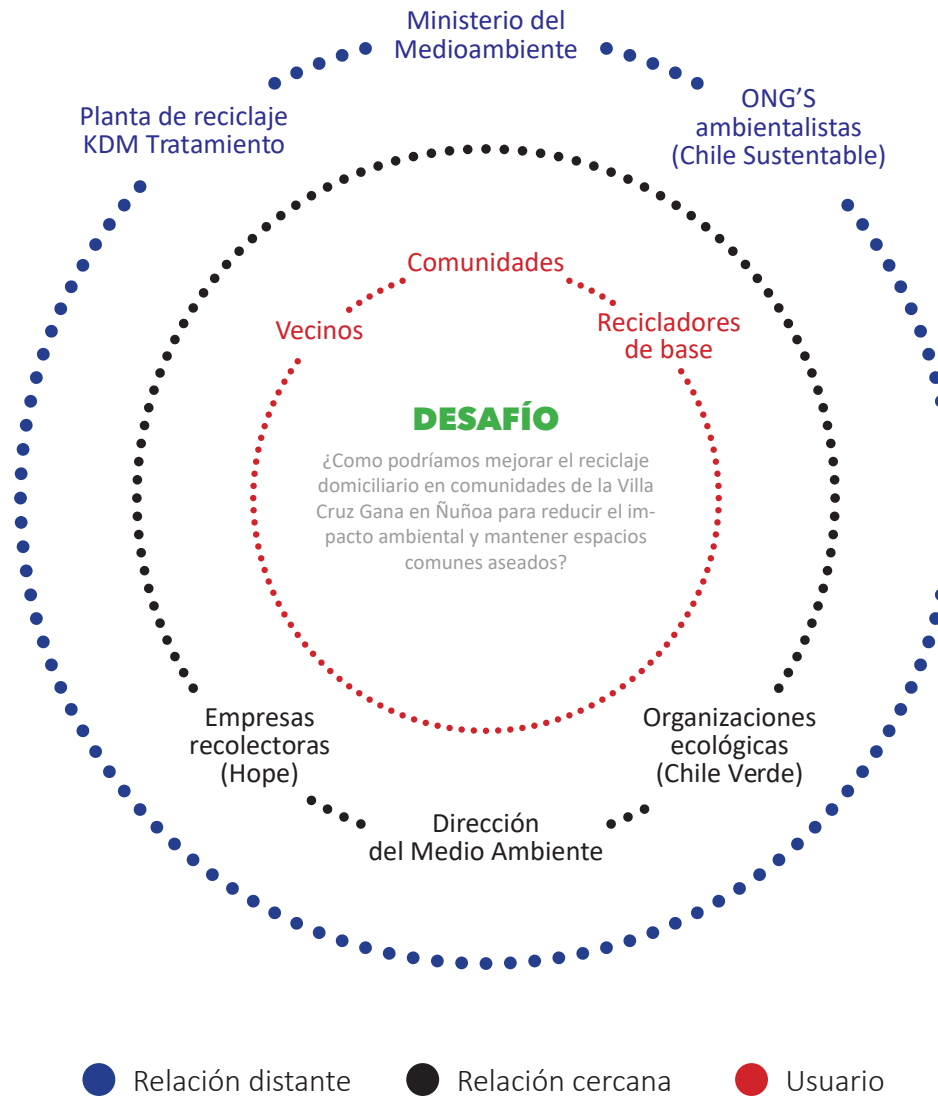 Ministerio del
Medioambiente
Planta de reciclaje
KDM Tratamiento
ONG'S
ambientalistas
(Chile Sustentable)
Comunidades
Vecinos
Recicladores
de base
DESAFÍO
¿Como podríamos mejorar el reciclaje
domiciliario en comunidades de la Villa
Cruz Gana en Ñuñoa para reducir el im-
pacto ambiental y mantener espacios
comunes aseados?
Empresas
recolectoras
(Hope)
Organizaciones
ecológicas
(Chile Verde)
Dirección
del Medio Ambiente
Relación distante
Relación cercana
Usuario